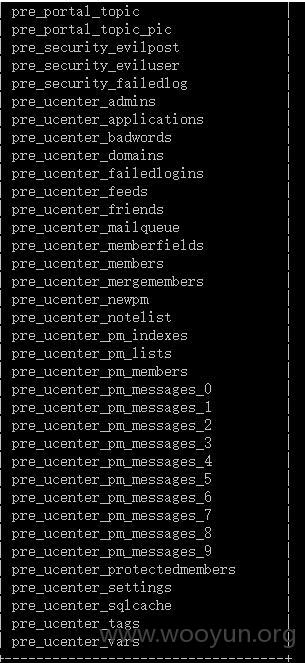 pre_portal_topic
pre_portal_topic_pic
pre_security_evilpost
pre_security_eviluser
pre_security_failedlog
pre_ucenter_admins
pre_ucenter_applications
pre_ucenter_badwords
pre_ucenter_domains
pre_ucenter_failedlogins
pre_ucenter_feeds
pre_ucenter_friends
pre_ucenter_mailqueue
pre_ucenter_memberfields
pre_ucenter_members
pre_ucenter_mergemembers
pre_ucenter_newpm
pre_ucenter_notelist
pre_ucenter_pm_indexes
pre_ucenter_pm_lists
pre_ucenter_pm_members
pre_ucenter_pm_messages_0
pre_ucenter_pm_messages_1
pre_ucenter_pm_messages_2
pre_ucenter_pm_messages_3
pre_ucenter_pm_messages_4
pre_ucenter_pm_messages_5
pre_ucenter_pm_messages_6
pre_ucenter_pm_messages_7
pre_ucenter_pm_messages_8
pre_ucenter_pm_messages_9
pre_ucenter_protectedmembers
pre_ucenter_settings
pre_ucenter_sqlcache
pre_ucenter_tags
pre_ucenter_vars
www.wooyun.org